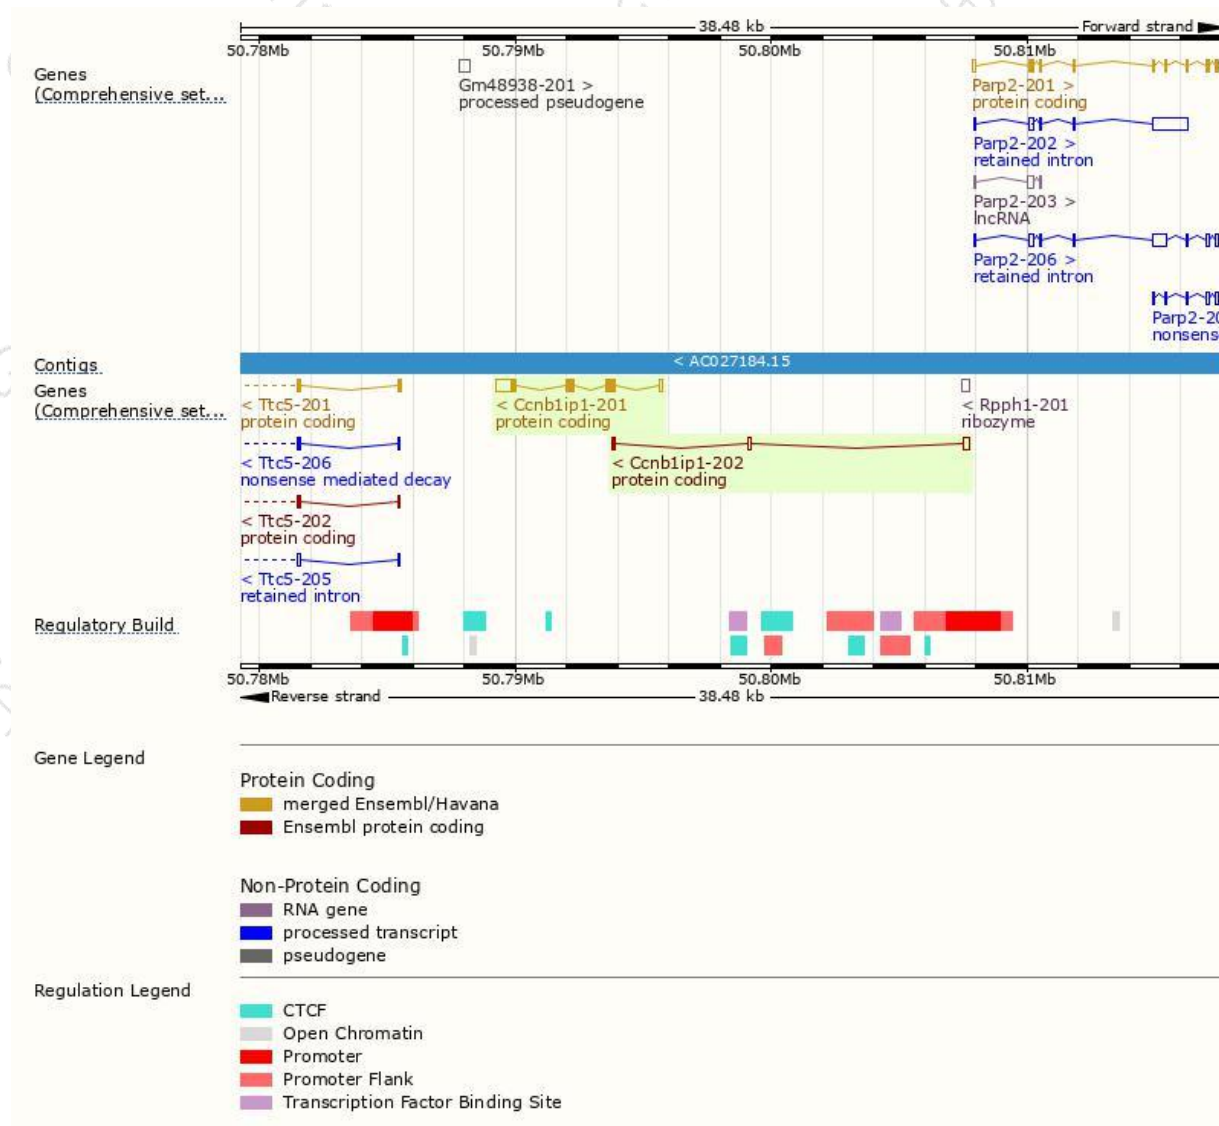 38.48 kb
Forward strand
50.78Mb 50.79Mb 50.80Mb 50.81Mb
Genes
(Comprehensive set...
Gm48938-201 >
processed pseudogene
Parp2-201 >
protein coding
Parp2-202 >
retained intron
Parp2-203 >
lncRNA
Parp2-206 >
retained intron
Parp2-20
nonsens
Contigs
< AC027184.15
Genes
(Comprehensive set...
< Ttc5-201
protein coding
< Ccnb1ip1-201
protein coding
< Rpph1-201
ribozyme
< Ttc5-206
nonsense mediated decay
< Ccnb1ip1-202
protein coding
< Ttc5-202
protein coding
< Ttc5-205
retained intron
Regulatory Build
50.78Mb 50.79Mb 50.80Mb 50.81Mb
Reverse strand
38.48 kb
Gene Legend
Protein Coding
merged Ensembl/Havana
Ensembl protein coding
Non-Protein Coding
RNA gene
processed transcript
pseudogene
Regulation Legend
CTCF
Open Chromatin
Promoter
Promoter Flank
Transcription Factor Binding Site